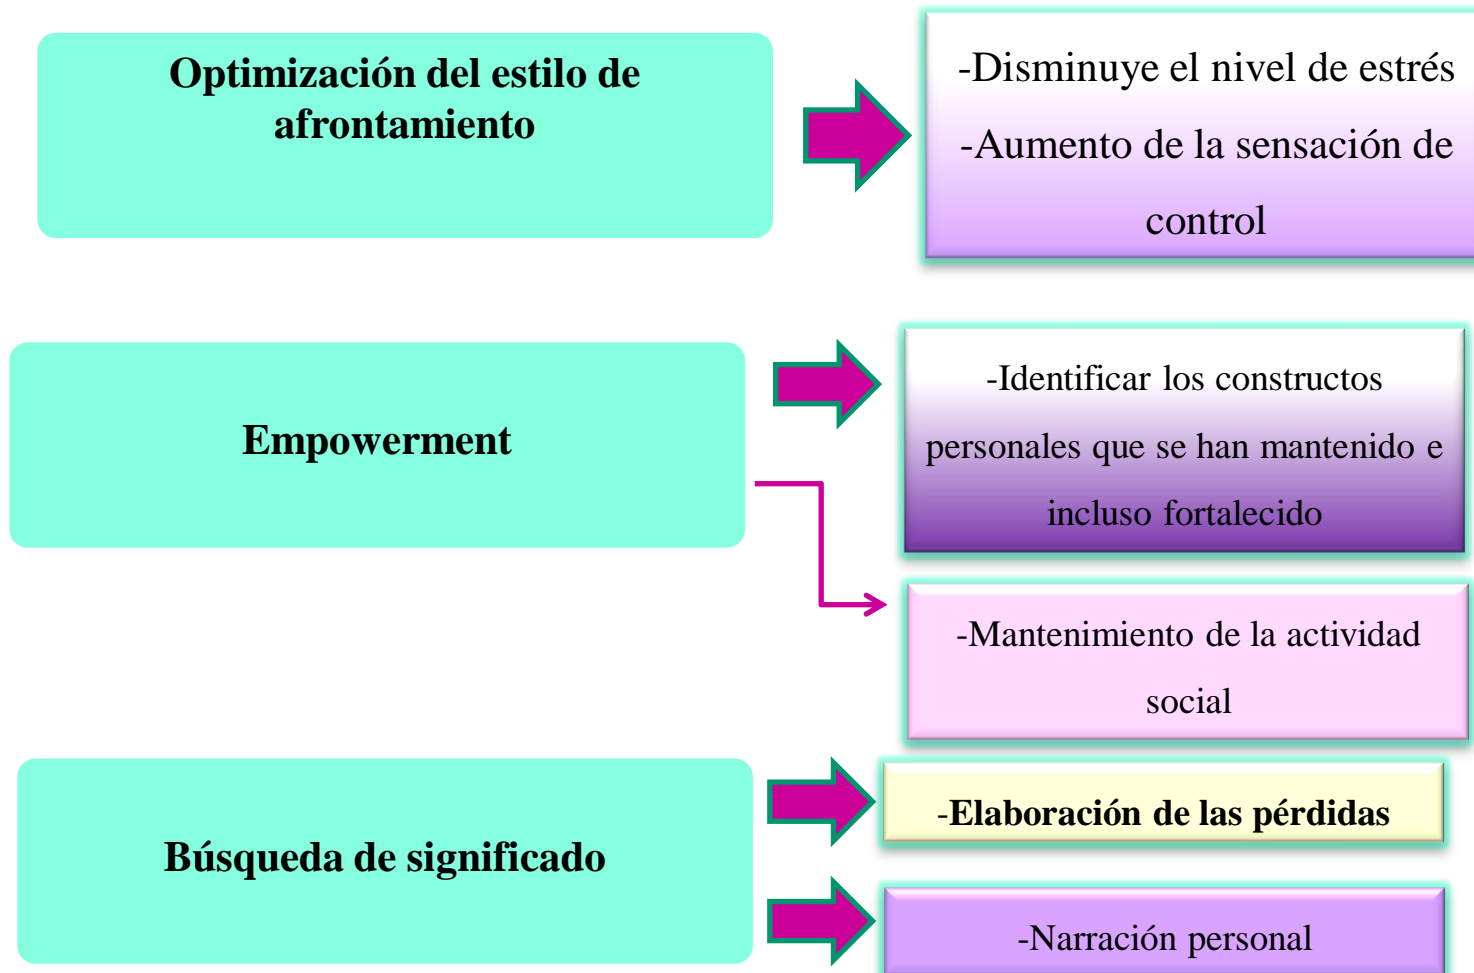 Optimización del estilo de
afrontamiento
-Disminuye el nivel de estrés
-Aumento de la sensación de
control
Empowerment
-Identificar los constructos
personales que se han mantenido e
incluso fortalecido
-Mantenimiento de la actividad
social
Búsqueda de significado
-Elaboración de las pérdidas
-Narración personal